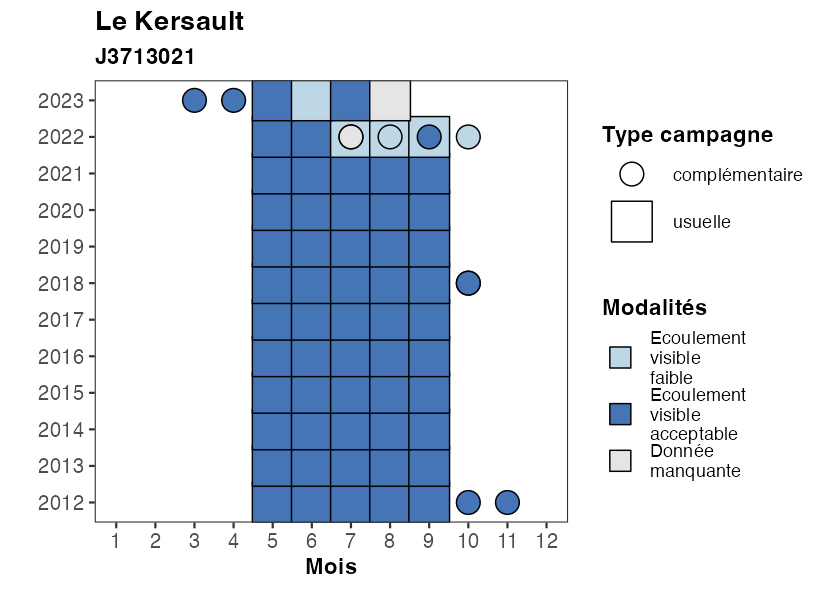 Le Kersault
J3713021
2023
2022
2021
2020
2019
2018
2017
2016
2015
2014
2013
2012
1 2 3 4 5 6 7 8 9 10 11 12
Mois
Type campagne
complémentaire
usuelle
Modalités
Ecoulement
visible
faible
Ecoulement
visible
acceptable
Donnée
manquante